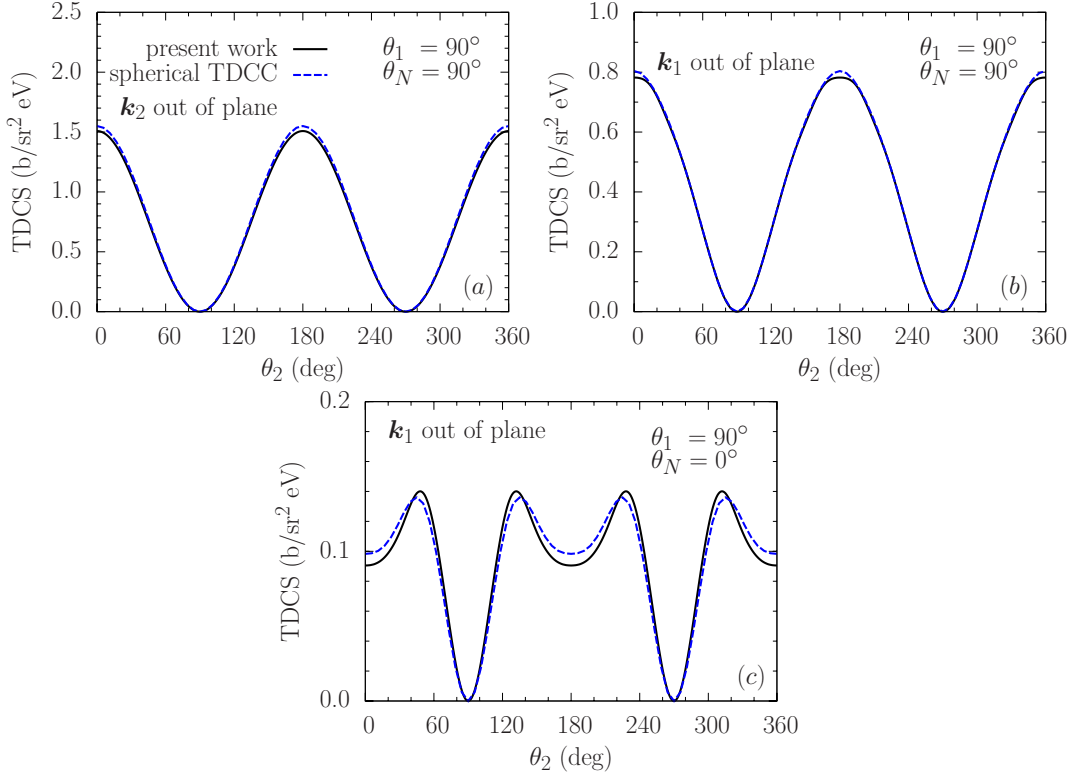 2.5
2.0
1.5
1.0
0.5
0.0
TDCS (b/sr² eV)
present work
spherical TDCC
k₂ out of plane
θ₁ = 90°
θ_N = 90°
(a)
0 60 120 180 240 300 360
θ₂ (deg)
1.0
0.8
0.6
0.4
0.2
0.0
TDCS (b/sr² eV)
k₁ out of plane
θ₁ = 90°
θ_N = 90°
(b)
0 60 120 180 240 300 360
θ₂ (deg)
0.2
0.1
0.0
TDCS (b/sr² eV)
k₁ out of plane
θ₁ = 90°
θ_N = 0°
(c)
0 60 120 180 240 300 360
θ₂ (deg)